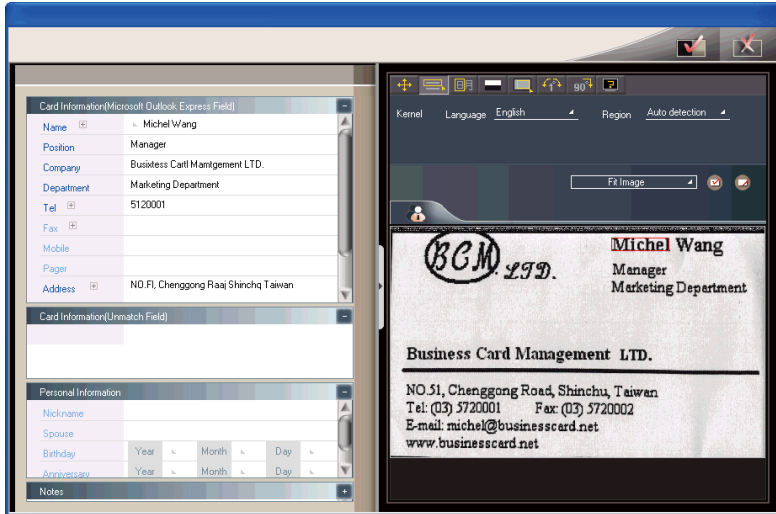 Card Information(Microsoft Outlook Express Field)
Name Michel Wang
Position Manager
Company Busixtess Cartl Mamtgement LTD.
Department Marketing Department
Tel 5120001
Fax
Mobile
Pager
Address NO.FI, Chenggong Raaj Shinchq Taiwan
Card Information(Unmatch Field)
Personal Information
Nickname
Spouse
Birthday Year Month Day
Anniversary Year Month Day
Notes
90°
Kernel Language English Region Auto detection
Fit Image
BCM LTD.
Michel Wang
Manager
Marketing Department
Business Card Management LTD.
NO.51, Chenggong Road, Shinchu, Taiwan
Tel: (03) 5720001 Fax: (03) 5720002
E-mail: michel@businesscard.net
www.businesscard.net